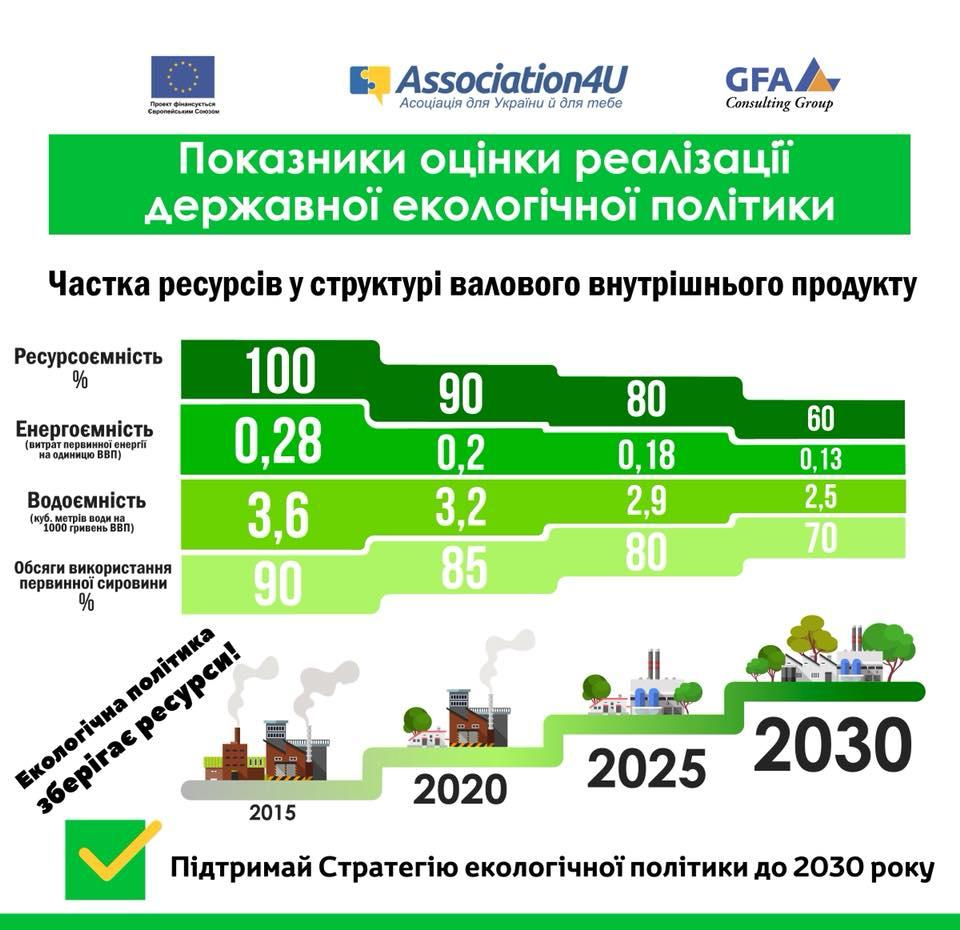 Проект фінансується
Європейським Союзом
Association4U
Асоціація для України й для тебе
GFA
Consulting Group
Показники оцінки реалізації
державної екологічної політики
Частка ресурсів у структурі валового внутрішнього продукту
Ресурсоємність
%
100
90
80
60
Енергоємність
(витрат первинної енергії
на одиницю ВВП)
0,28
0,2
0,18
0,13
Водоємність
(куб. метрів води на
1000 гривень ВВП)
3,6
3,2
2,9
2,5
Обсяги використання
первинної сировини
%
90
85
80
70
Екологічна політика
зберігає ресурси!
2015
2020
2025
2030
Підтримай Стратегію екологічної політики до 2030 року